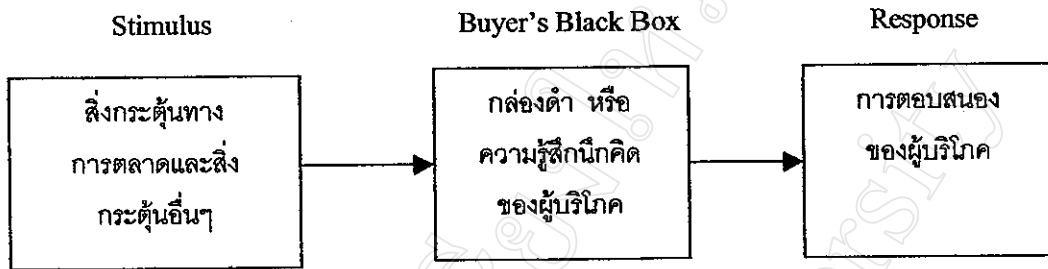 Stimulus
Buyer's Black Box
Response
สิ่งกระตุ้นทาง
การตลาดและสิ่ง
กระตุ้นอื่นๆ
กล่องดำ หรือ
ความรู้สึกนึกคิด
ของผู้บริโภค
การตอบสนอง
ของผู้บริโภค